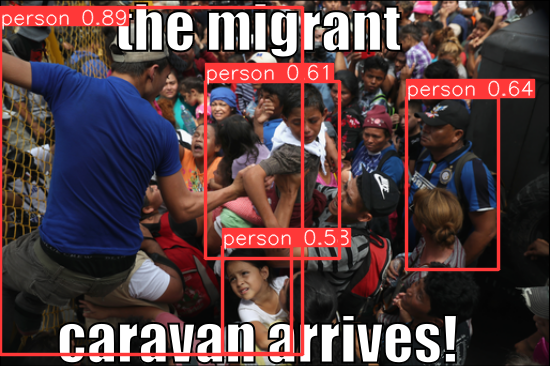 person 0.89
the migrant
person 0.61
person 0.64
person 0.53
caravan arrives!